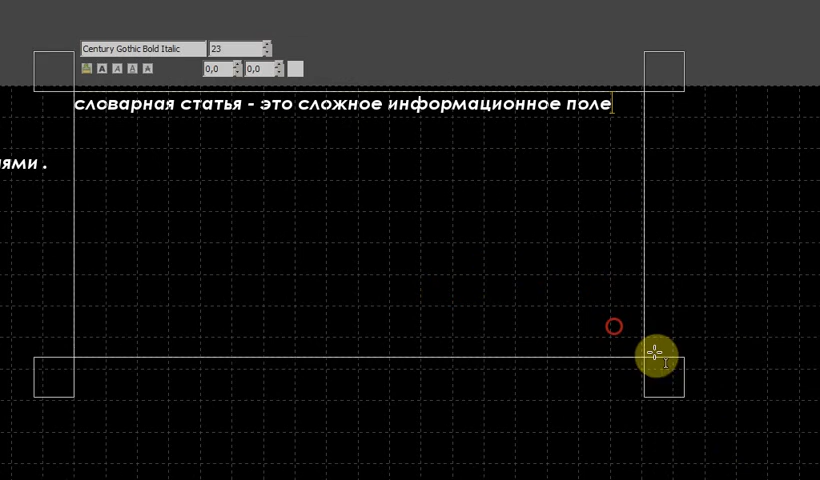 Century Gothic Bold Italic 23
A A A A A 0,0 0,0
словарная статья - это сложное информационное поле
ями .